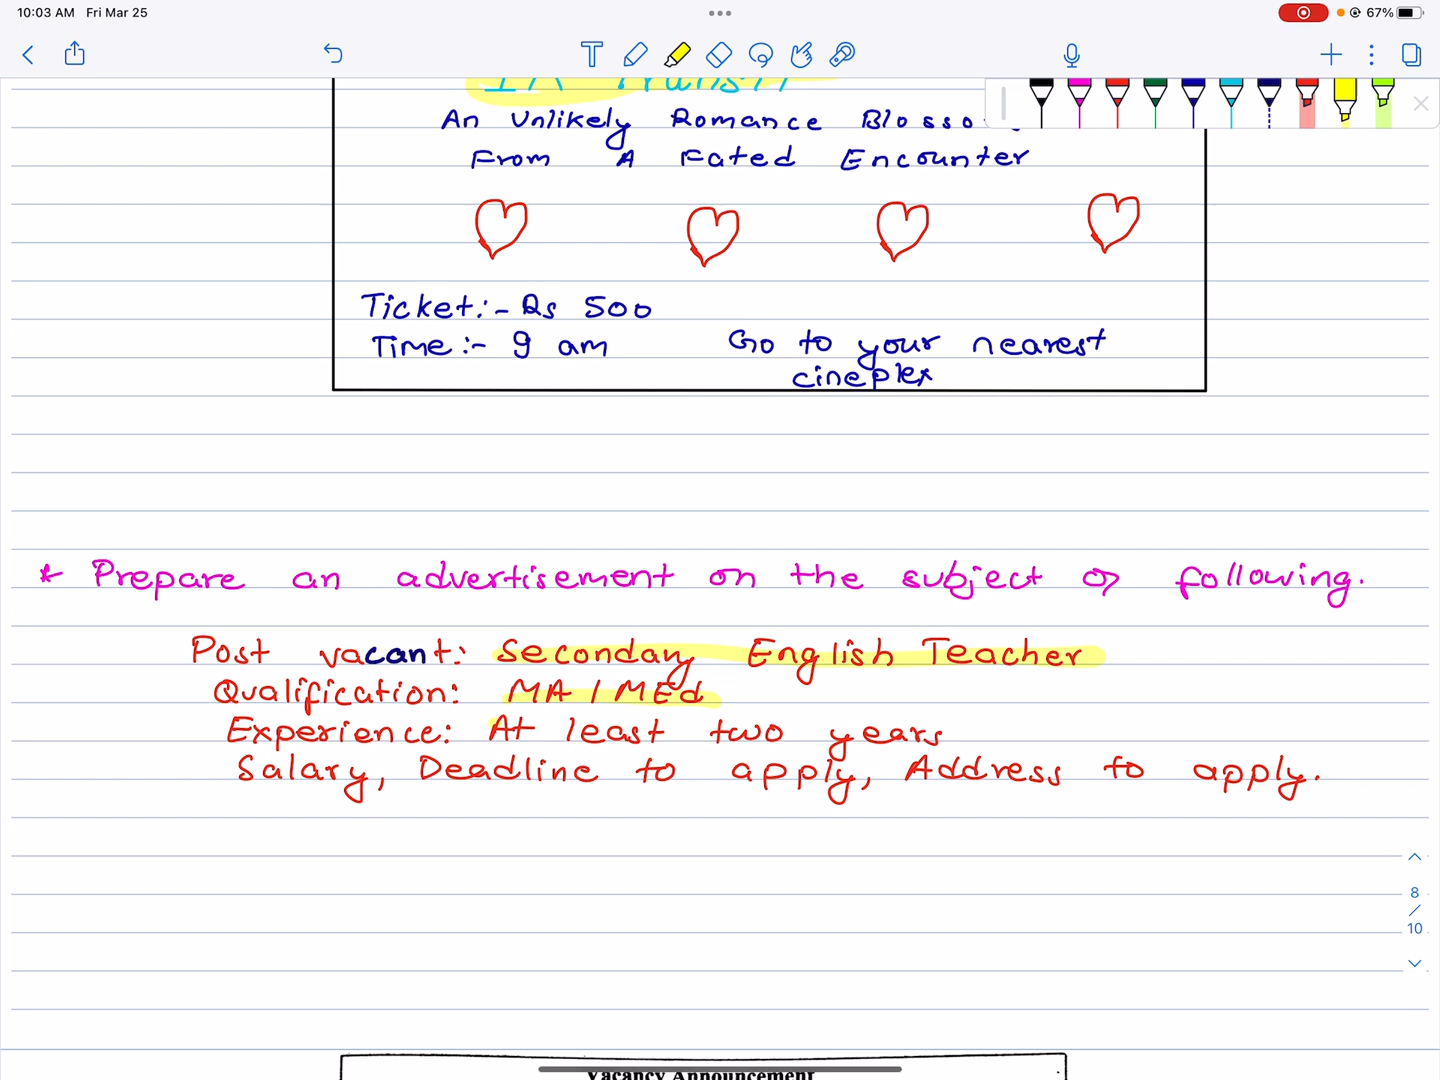 10:03 AM Fri Mar 25
67%
An Unlikely Romance
From A Fated Encounter
Ticket:- Rs 500
Time:- 9 am
Go to your nearest
cineplex
* Prepare an advertisement on the subject of following.
Post vacant: Secondary English Teacher
Qualification: MA / MEd
Experience: At least two years
Salary, Deadline to apply, Address to apply.
8
/
10
Vacancy Announcement